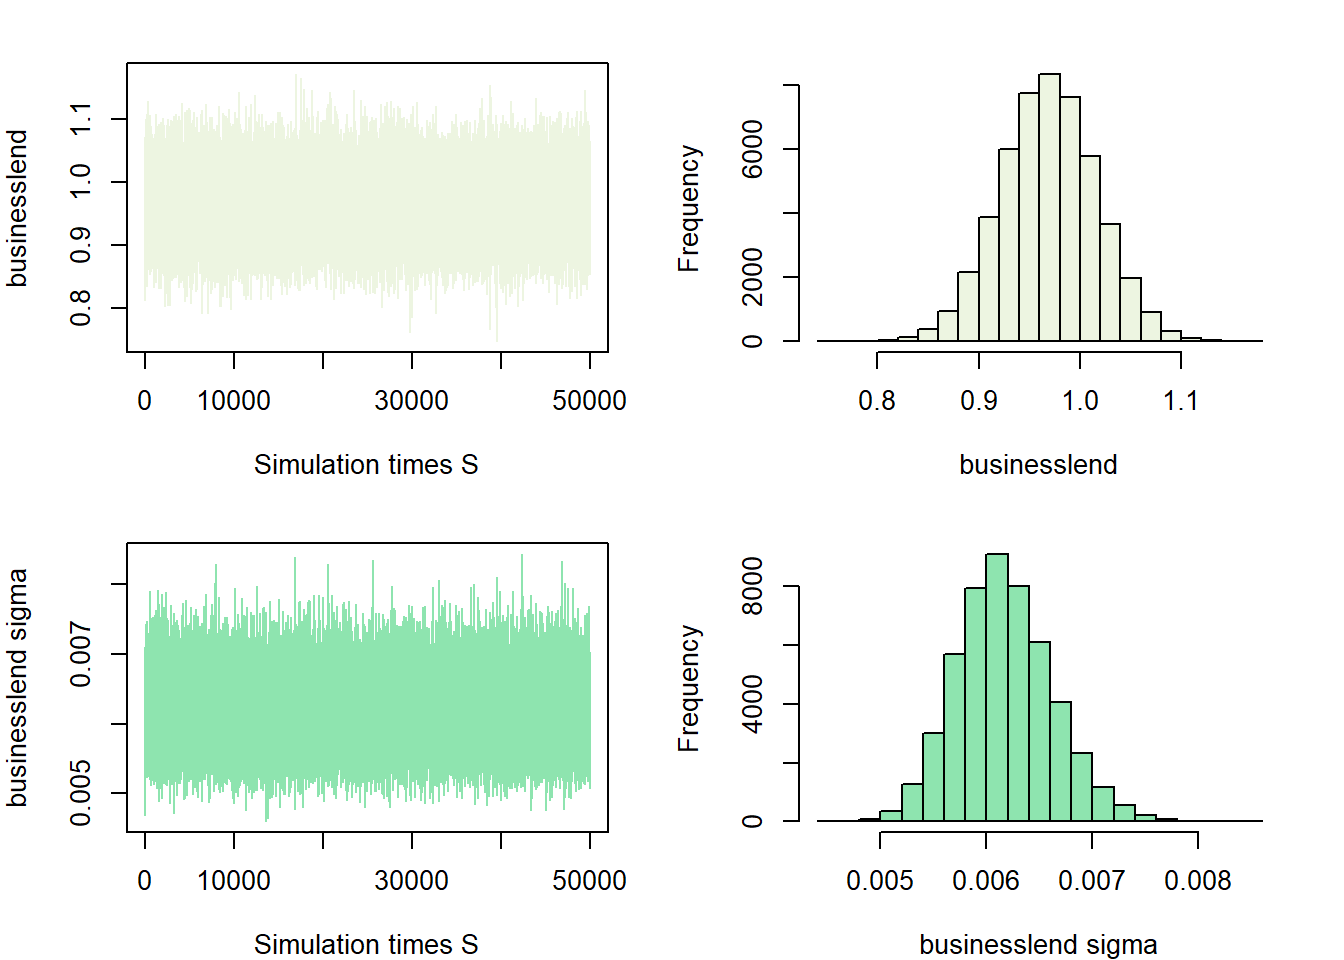 businesslend
0.8 0.9 1.0 1.1
0 10000 30000 50000
Simulation times S
Frequency
0 2000 6000
0.8 0.9 1.0 1.1
businesslend
businesslend sigma
0.005 0.007
0 10000 30000 50000
Simulation times S
Frequency
0 4000 8000
0.005 0.006 0.007 0.008
businesslend sigma